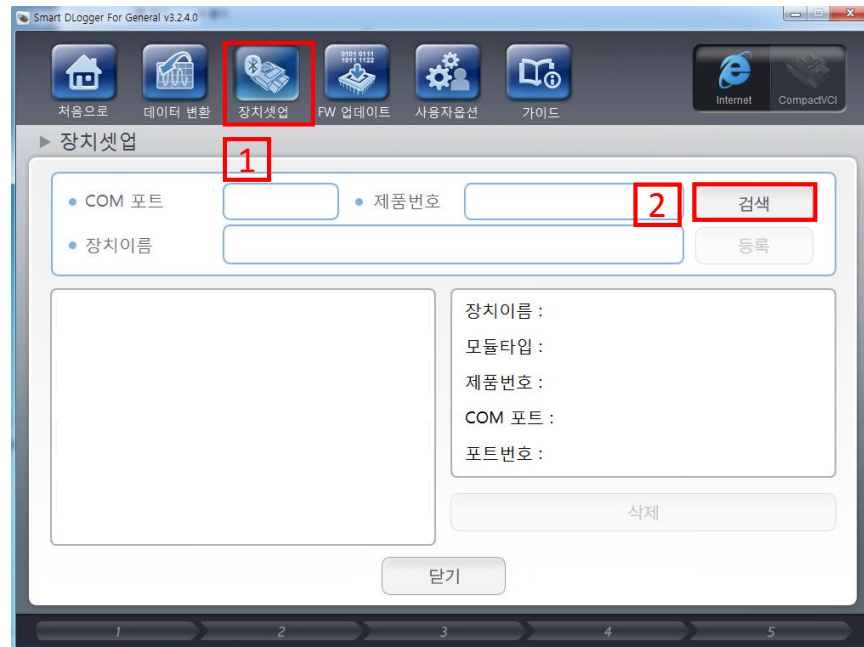 Smart DLogger For General v3.2.4.0
0101 0111
1011 1122
처음으로 데이터 변환 장치셋업 FW 업데이트 사용자옵션 가이드 Internet CompactVCI
장치셋업
1
COM 포트 제품번호 2 검색
장치이름 등록
장치이름 :
모듈타입 :
제품번호 :
COM 포트 :
포트번호 :
삭제
닫기
1 2 3 4 5